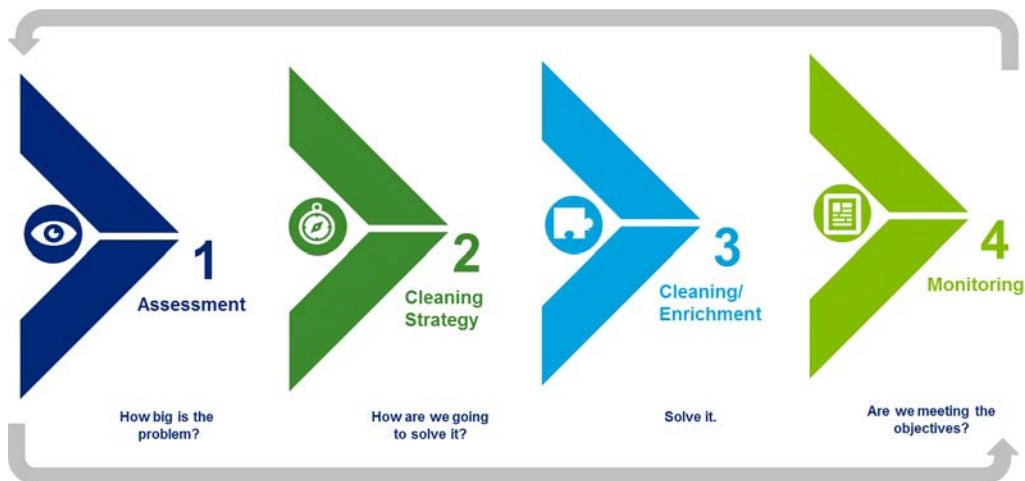 1
Assessment
How big is the
problem?
2
Cleaning
Strategy
How are we going
to solve it?
3
Cleaning/
Enrichment
Solve it.
4
Monitoring
Are we meeting the
objectives?